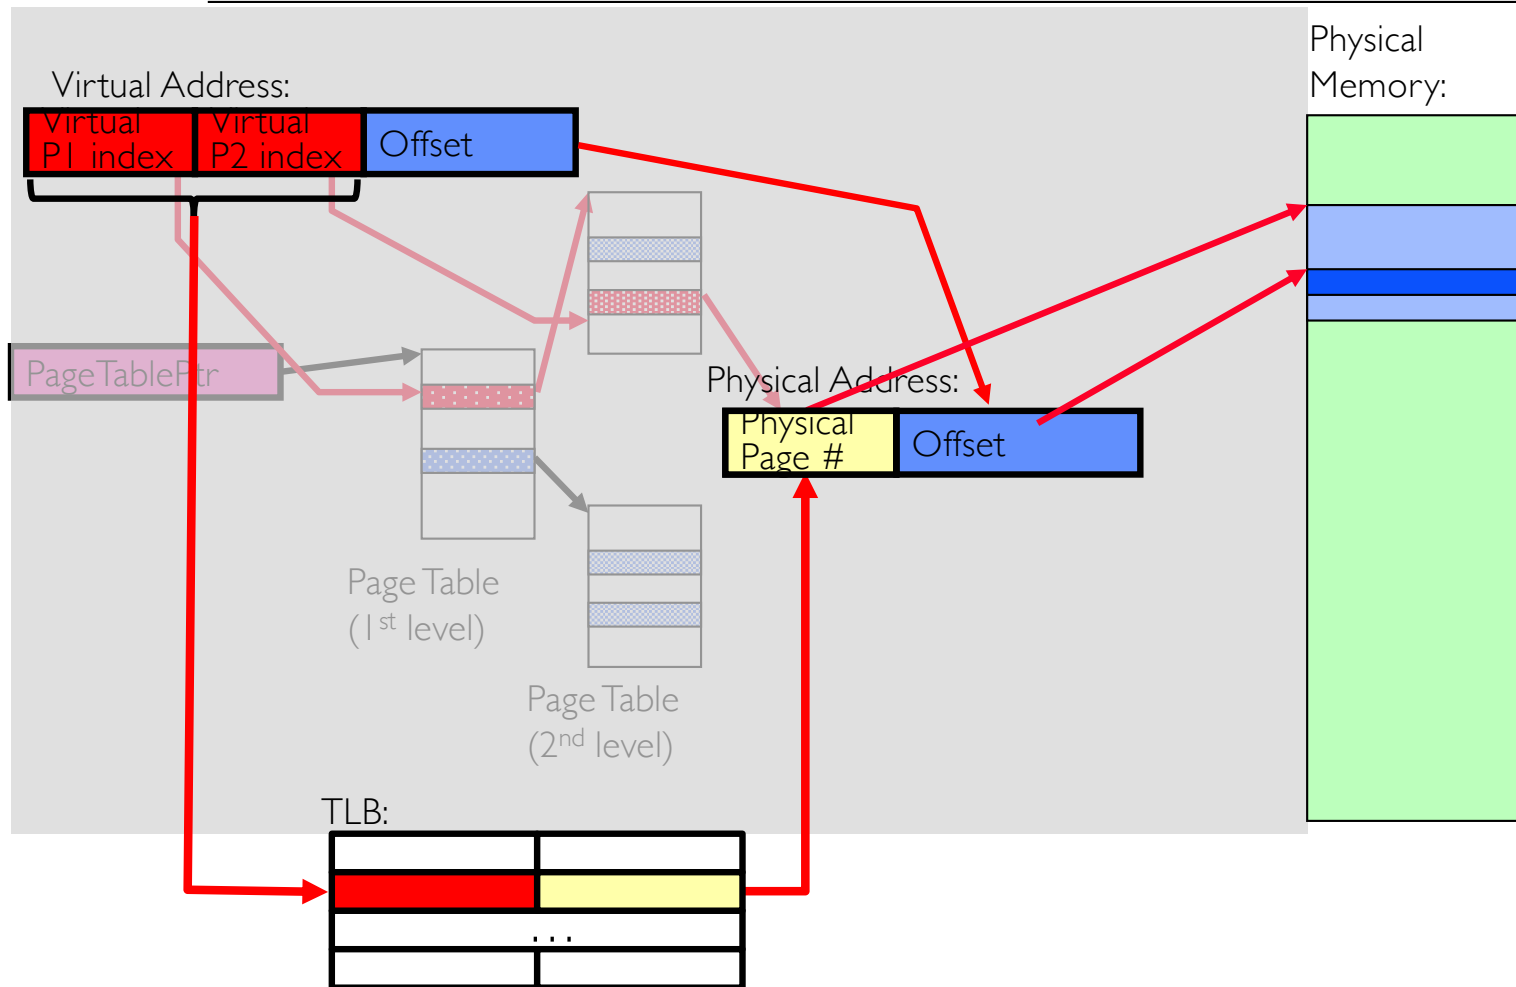 Physical
Memory:
Virtual Address:
Virtual
P1 index
Virtual
P2 index
Offset
PageTablePtr
Physical Address:
Physical
Page #
Offset
Page Table
(1st level)
Page Table
(2nd level)
TLB:
...